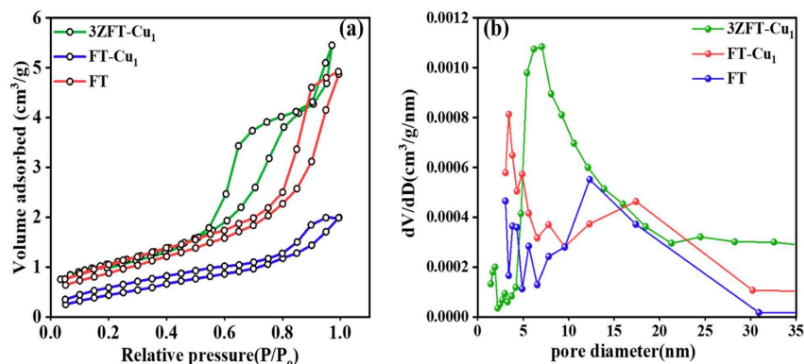 (a)
3ZFT-Cu₁
FT-Cu₁
FT
Volume adsorbed (cm³/g)
6
5
4
3
2
1
0
0.0 0.2 0.4 0.6 0.8 1.0
Relative pressure(P/P₀)
(b)
3ZFT-Cu₁
FT-Cu₁
FT
dV/dD(cm³/g/nm)
0.0012
0.0010
0.0008
0.0006
0.0004
0.0002
0.0000
0 5 10 15 20 25 30 35
pore diameter(nm)